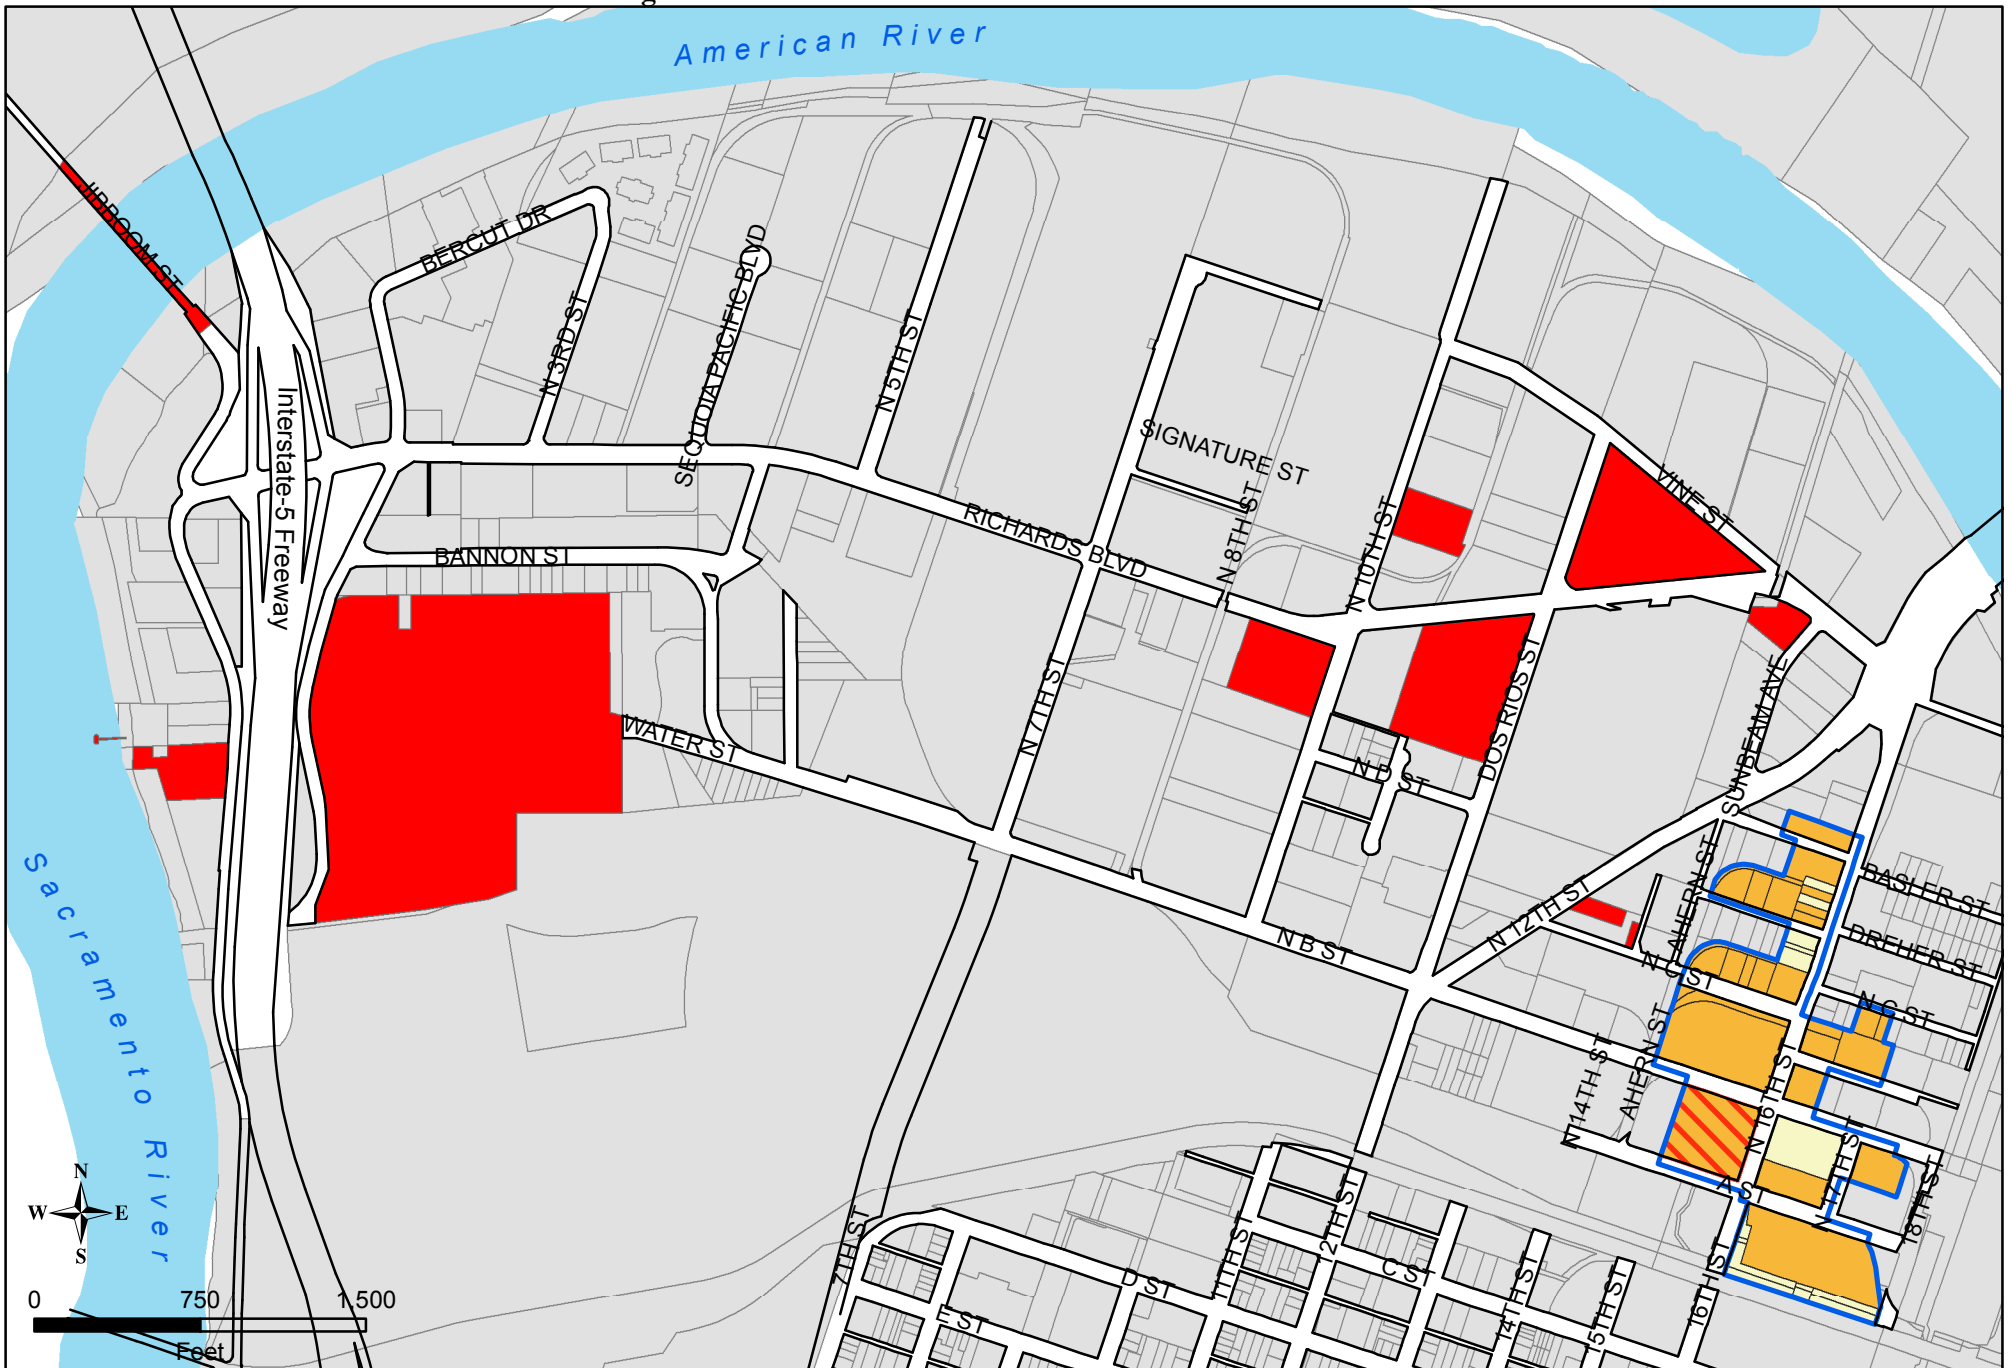 American River
JIBBOOM ST
BERCUT DR
N 3RD ST
SEQUOIA PACIFIC BLVD
N 5TH ST
Interstate-5 Freeway
SIGNATURE ST
N 8TH ST
N 10TH ST
VINE ST
RICHARDS BLVD
BANNON ST
WATER ST
N 7TH ST
DOS RIOS ST
N D ST
SUNBEAM AVE
AHERN ST
BASLER ST
DREHER ST
N 12TH ST
N B ST
N C ST
N C ST
N 14TH ST
AHERN ST
N 16TH ST
N 17TH ST
18TH ST
A ST
Sacramento River
N
W E
S
0 750 1,500
Feet
7TH ST
D ST
E ST
11TH ST
12TH ST
C ST
14TH ST
15TH ST
16TH ST